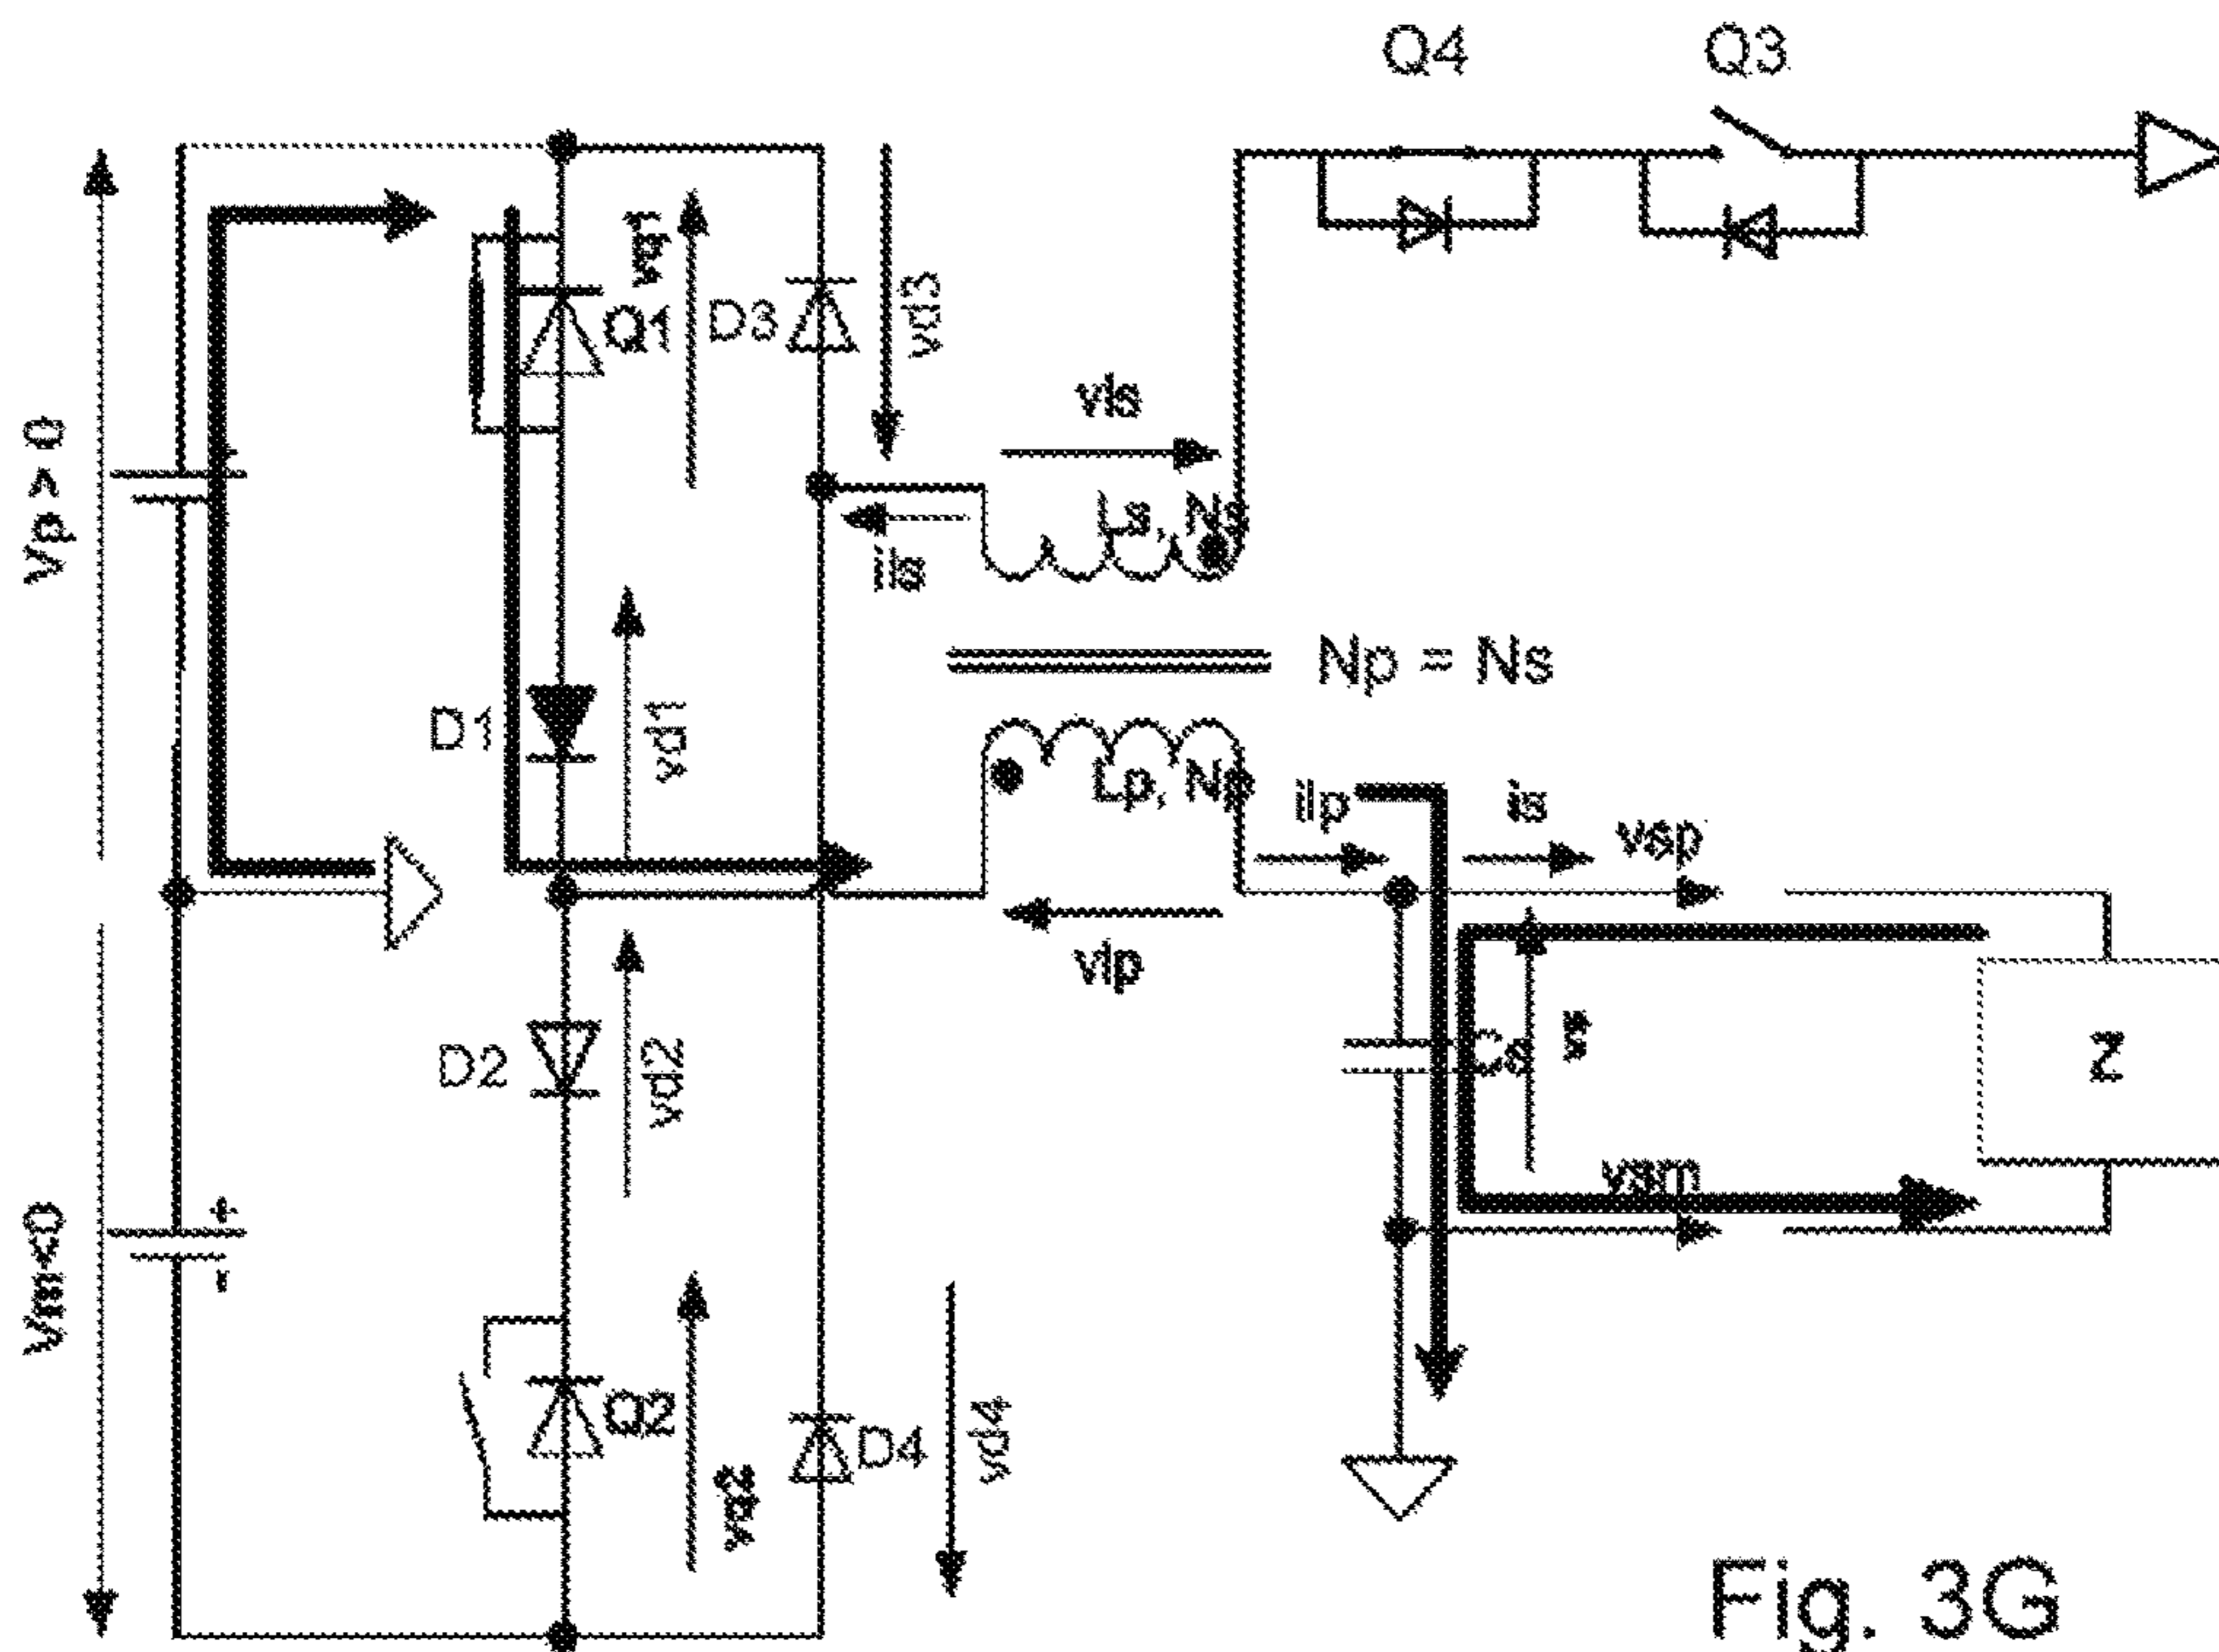 Q4
Q3
Vp > 0
vq1
Q1
D3
vd3
vls
Ls, Ns
D1
vd1
Np = Ns
Lp, Np
ilp
is
vsp
vlp
D2
vd2
Cs
vs
Z
vsm
Vm<0
+
-
Q2
vq2
D4
vd4
Fig. 3G